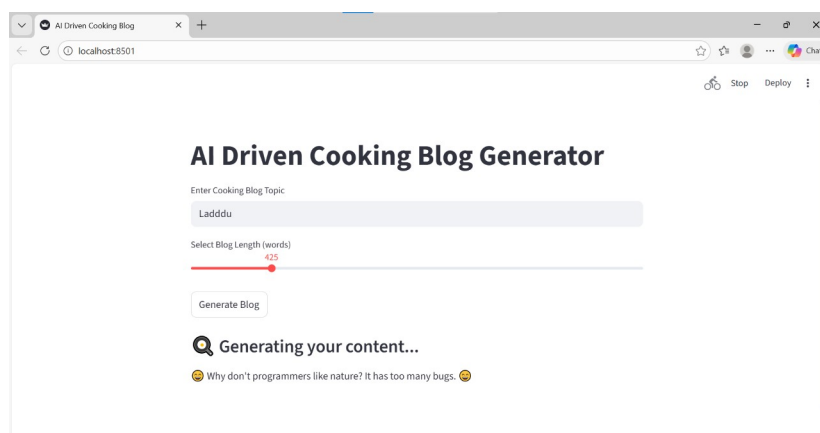 AI Driven Cooking Blog
localhost:8501
Stop Deploy
AI Driven Cooking Blog Generator
Enter Cooking Blog Topic
Ladddu
Select Blog Length (words)
425
Generate Blog
Generating your content...
😄 Why don't programmers like nature? It has too many bugs. 😄